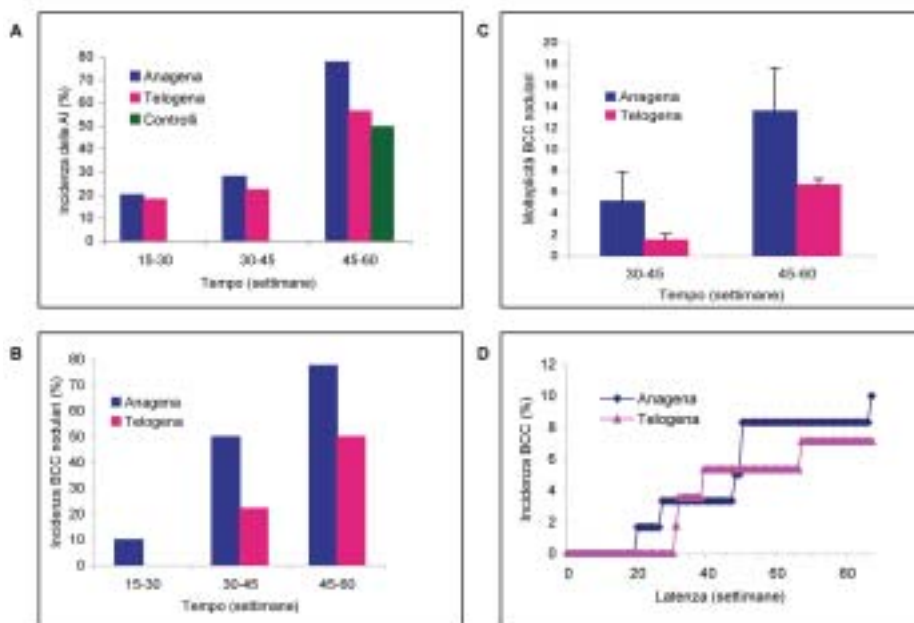 A
Incidenza delle AI (%)
90
80
70
60
50
40
30
20
10
0
Anagena
Telogena
Controlli
15-30
30-45
45-60
Tempo (settimane)
C
Molteplicità BCC nodulari
20
18
16
14
12
10
8
6
4
2
0
Anagena
Telogena
30-45
45-60
Tempo (settimane)
B
Incidenza BCC nodulari (%)
80
70
60
50
40
30
20
10
0
Anagena
Telogena
15-30
30-45
45-60
Tempo (settimane)
D
Incidenza BCC (%)
12
10
8
6
4
2
0
Anagena
Telogena
0
20
40
60
80
Latenza (settimane)